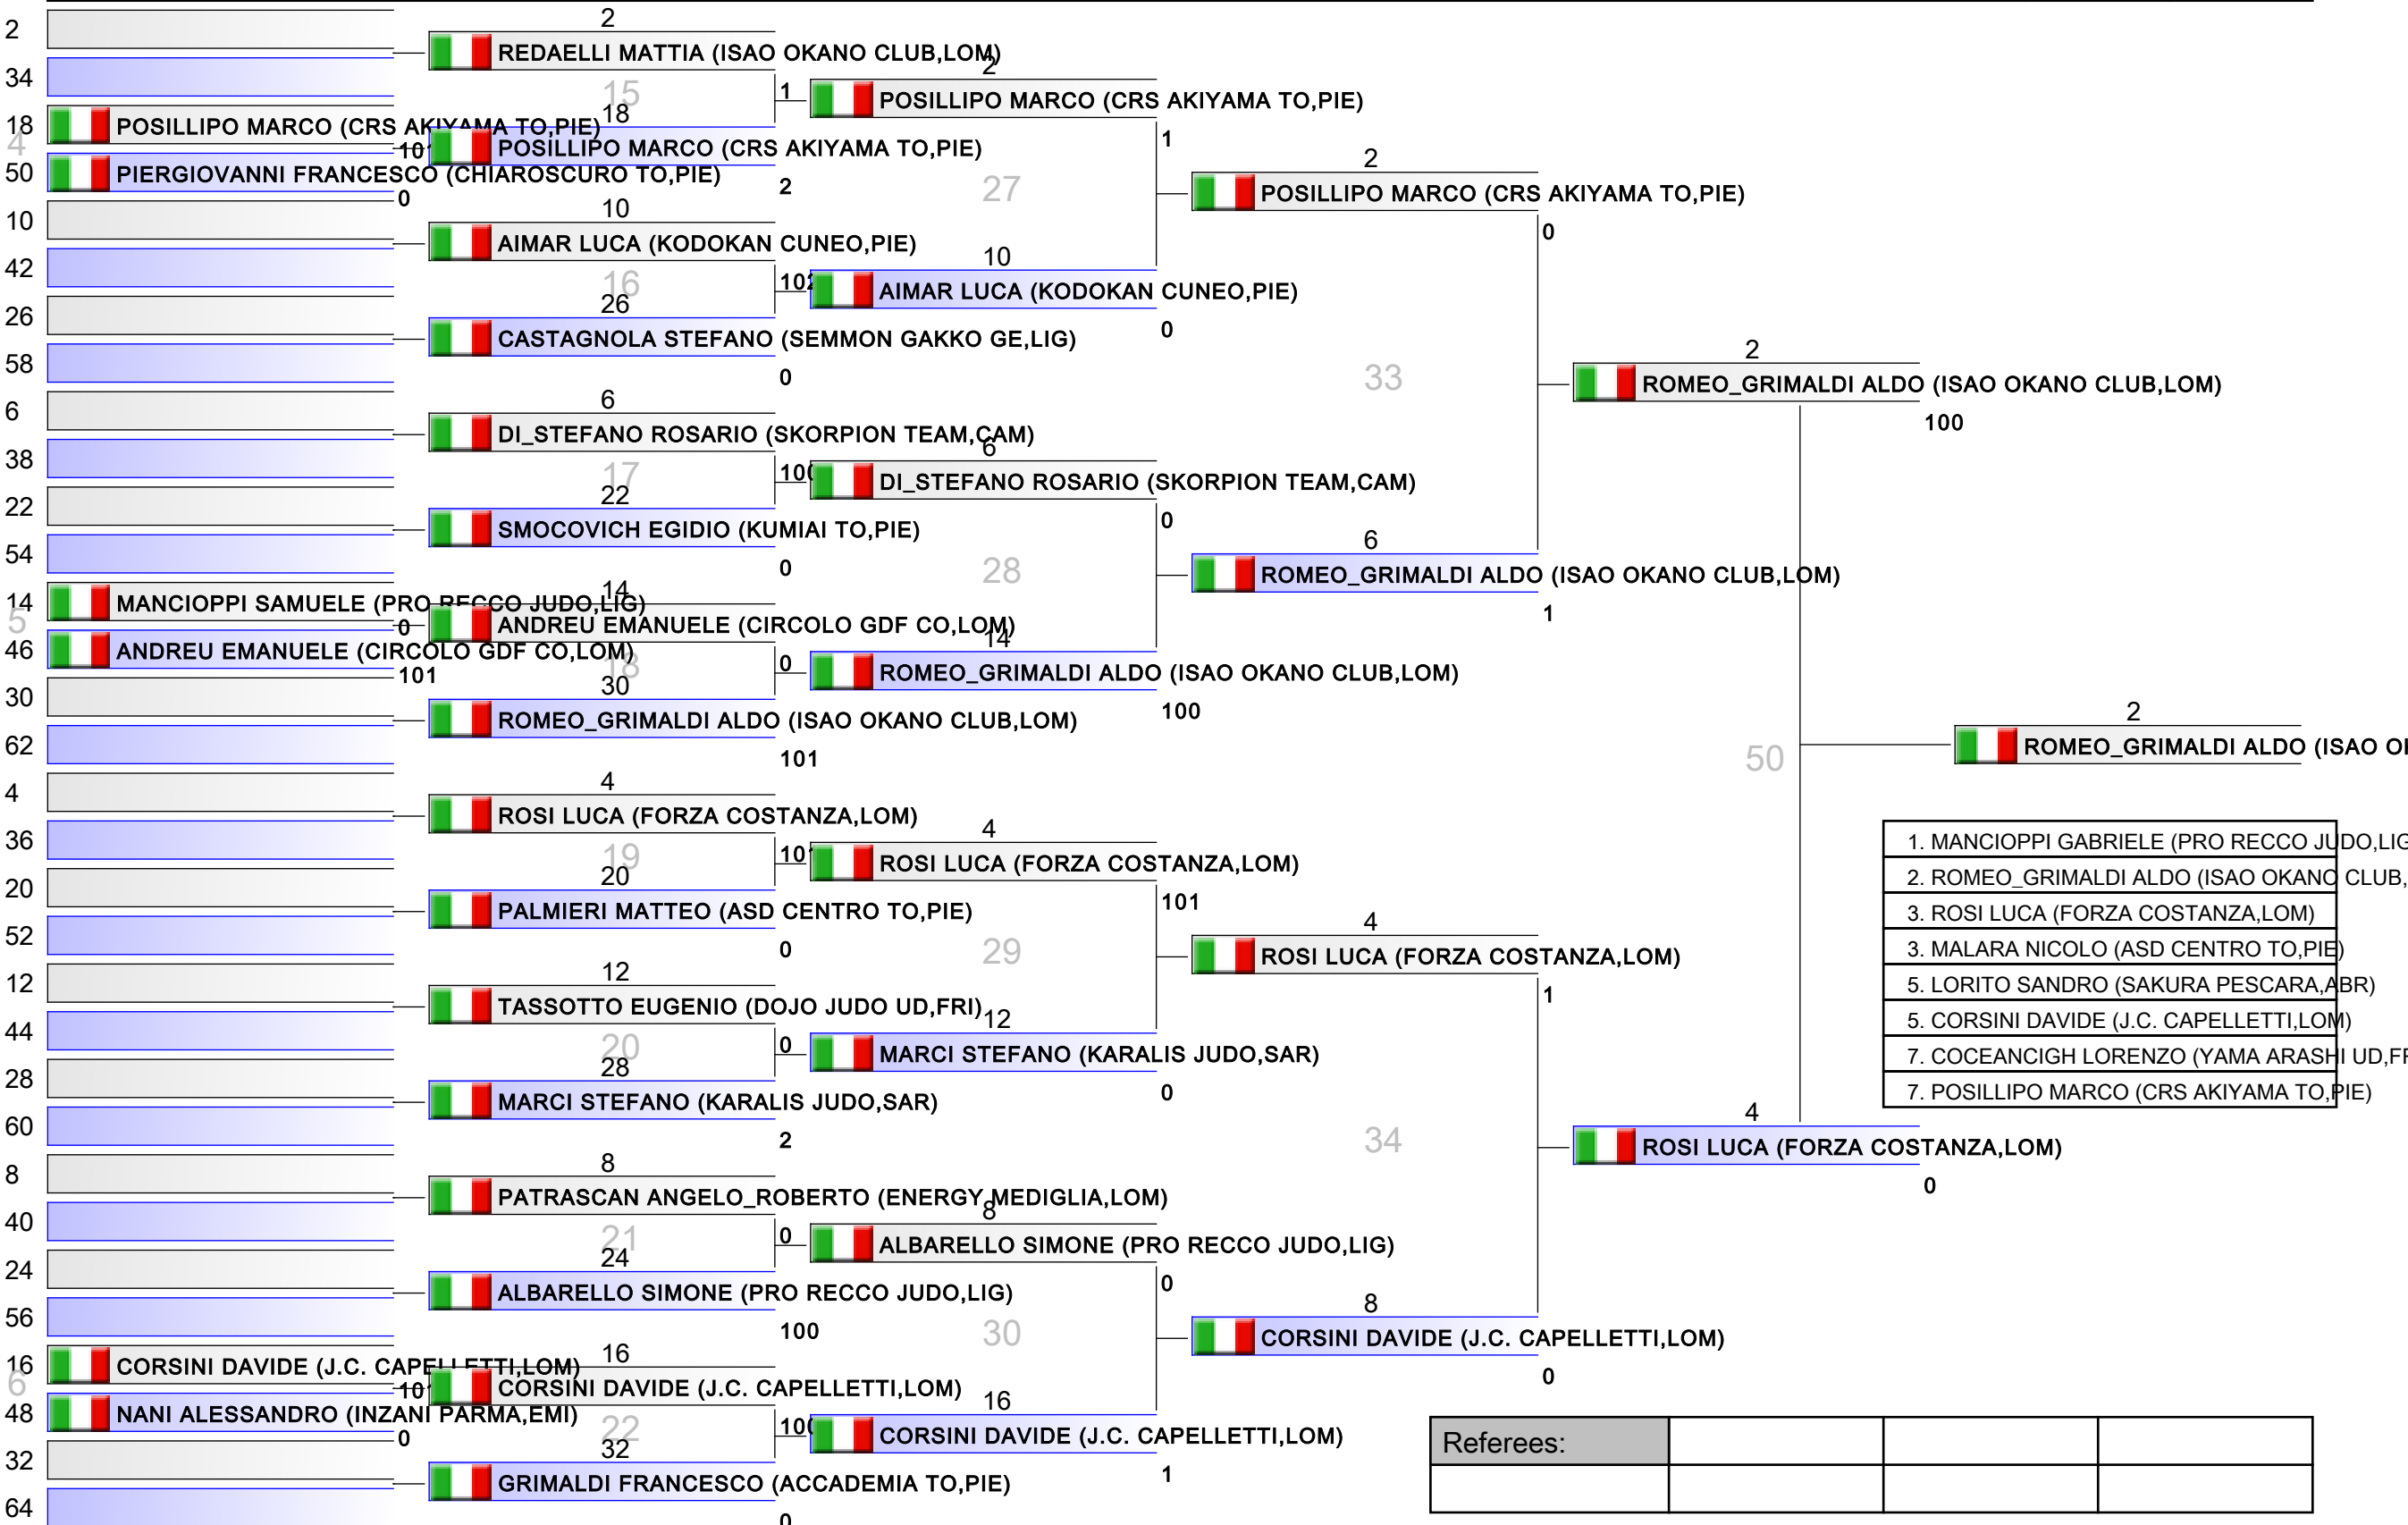 2
34
18
4
50
10
42
26
58
6
38
22
54
14
5
46
30
62
4
36
20
52
12
44
28
60
8
40
24
56
16
6
48
32
64
POSILLIPO MARCO (CRS AKIYAMA TO,PIE)
PIERGIOVANNI FRANCESCO (CHIAROSCURO TO,PIE)
0
MANCIOPPI SAMUELE (PRO RECCO JUDO,LIG)
0
ANDREU EMANUELE (CIRCOLO GDF CO,LOM)
101
CORSINI DAVIDE (J.C. CAPELLETTI,LOM)
NANI ALESSANDRO (INZANI PARMA,EMI)
0
2
REDAELLI MATTIA (ISAO OKANO CLUB,LOM)
15
1
18
POSILLIPO MARCO (CRS AKIYAMA TO,PIE)
2
10
AIMAR LUCA (KODOKAN CUNEO,PIE)
16
102
26
CASTAGNOLA STEFANO (SEMMON GAKKO GE,LIG)
0
6
DI_STEFANO ROSARIO (SKORPION TEAM,CAM)
17
100
22
SMOCOVICH EGIDIO (KUMIAI TO,PIE)
0
14
ANDREU EMANUELE (CIRCOLO GDF CO,LOM)
18
0
30
ROMEO_GRIMALDI ALDO (ISAO OKANO CLUB,LOM)
101
4
ROSI LUCA (FORZA COSTANZA,LOM)
19
101
20
PALMIERI MATTEO (ASD CENTRO TO,PIE)
0
12
TASSOTTO EUGENIO (DOJO JUDO UD,FRI)
20
0
28
MARCI STEFANO (KARALIS JUDO,SAR)
2
8
PATRASCAN ANGELO_ROBERTO (ENERGY MEDIGLIA,LOM)
21
0
24
ALBARELLO SIMONE (PRO RECCO JUDO,LIG)
100
16
CORSINI DAVIDE (J.C. CAPELLETTI,LOM)
22
100
32
GRIMALDI FRANCESCO (ACCADEMIA TO,PIE)
0
2
POSILLIPO MARCO (CRS AKIYAMA TO,PIE)
1
27
10
AIMAR LUCA (KODOKAN CUNEO,PIE)
0
6
DI_STEFANO ROSARIO (SKORPION TEAM,CAM)
0
28
14
ROMEO_GRIMALDI ALDO (ISAO OKANO CLUB,LOM)
100
4
ROSI LUCA (FORZA COSTANZA,LOM)
101
29
12
MARCI STEFANO (KARALIS JUDO,SAR)
0
8
ALBARELLO SIMONE (PRO RECCO JUDO,LIG)
0
30
16
CORSINI DAVIDE (J.C. CAPELLETTI,LOM)
1
2
POSILLIPO MARCO (CRS AKIYAMA TO,PIE)
0
33
6
ROMEO_GRIMALDI ALDO (ISAO OKANO CLUB,LOM)
1
4
ROSI LUCA (FORZA COSTANZA,LOM)
1
34
8
CORSINI DAVIDE (J.C. CAPELLETTI,LOM)
0
2
ROMEO_GRIMALDI ALDO (ISAO OKANO CLUB,LOM)
100
50
4
ROSI LUCA (FORZA COSTANZA,LOM)
0
2
ROMEO_GRIMALDI ALDO (ISAO
1. MANCIOPPI GABRIELE (PRO RECCO JUDO,LIG
2. ROMEO_GRIMALDI ALDO (ISAO OKANO CLUB,
3. ROSI LUCA (FORZA COSTANZA,LOM)
3. MALARA NICOLO (ASD CENTRO TO,PIE)
5. LORITO SANDRO (SAKURA PESCARA,ABR)
5. CORSINI DAVIDE (J.C. CAPELLETTI,LOM)
7. COCEANCIGH LORENZO (YAMA ARASHI UD,
7. POSILLIPO MARCO (CRS AKIYAMA TO,PIE)
Referees: